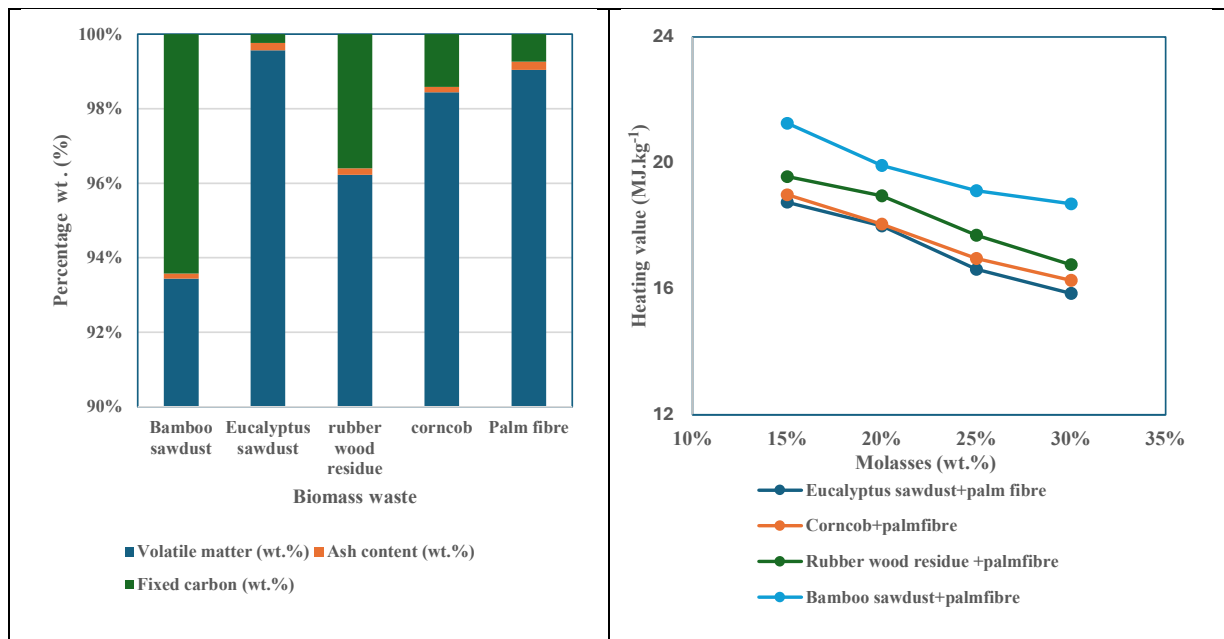 100%
98%
96%
94%
92%
90%
Percentage wt. (%)
Bamboo
sawdust
Eucalyptus
sawdust
rubber
wood
residue
corncob
Palm fibre
Biomass waste
Volatile matter (wt.%)
Ash content (wt.%)
Fixed carbon (wt.%)
24
20
16
12
Heating value (MJ.kg⁻¹)
10%
15%
20%
25%
30%
35%
Molasses (wt.%)
Eucalyptus sawdust+palm fibre
Corncob+palmfibre
Rubber wood residue +palmfibre
Bamboo sawdust+palmfibre